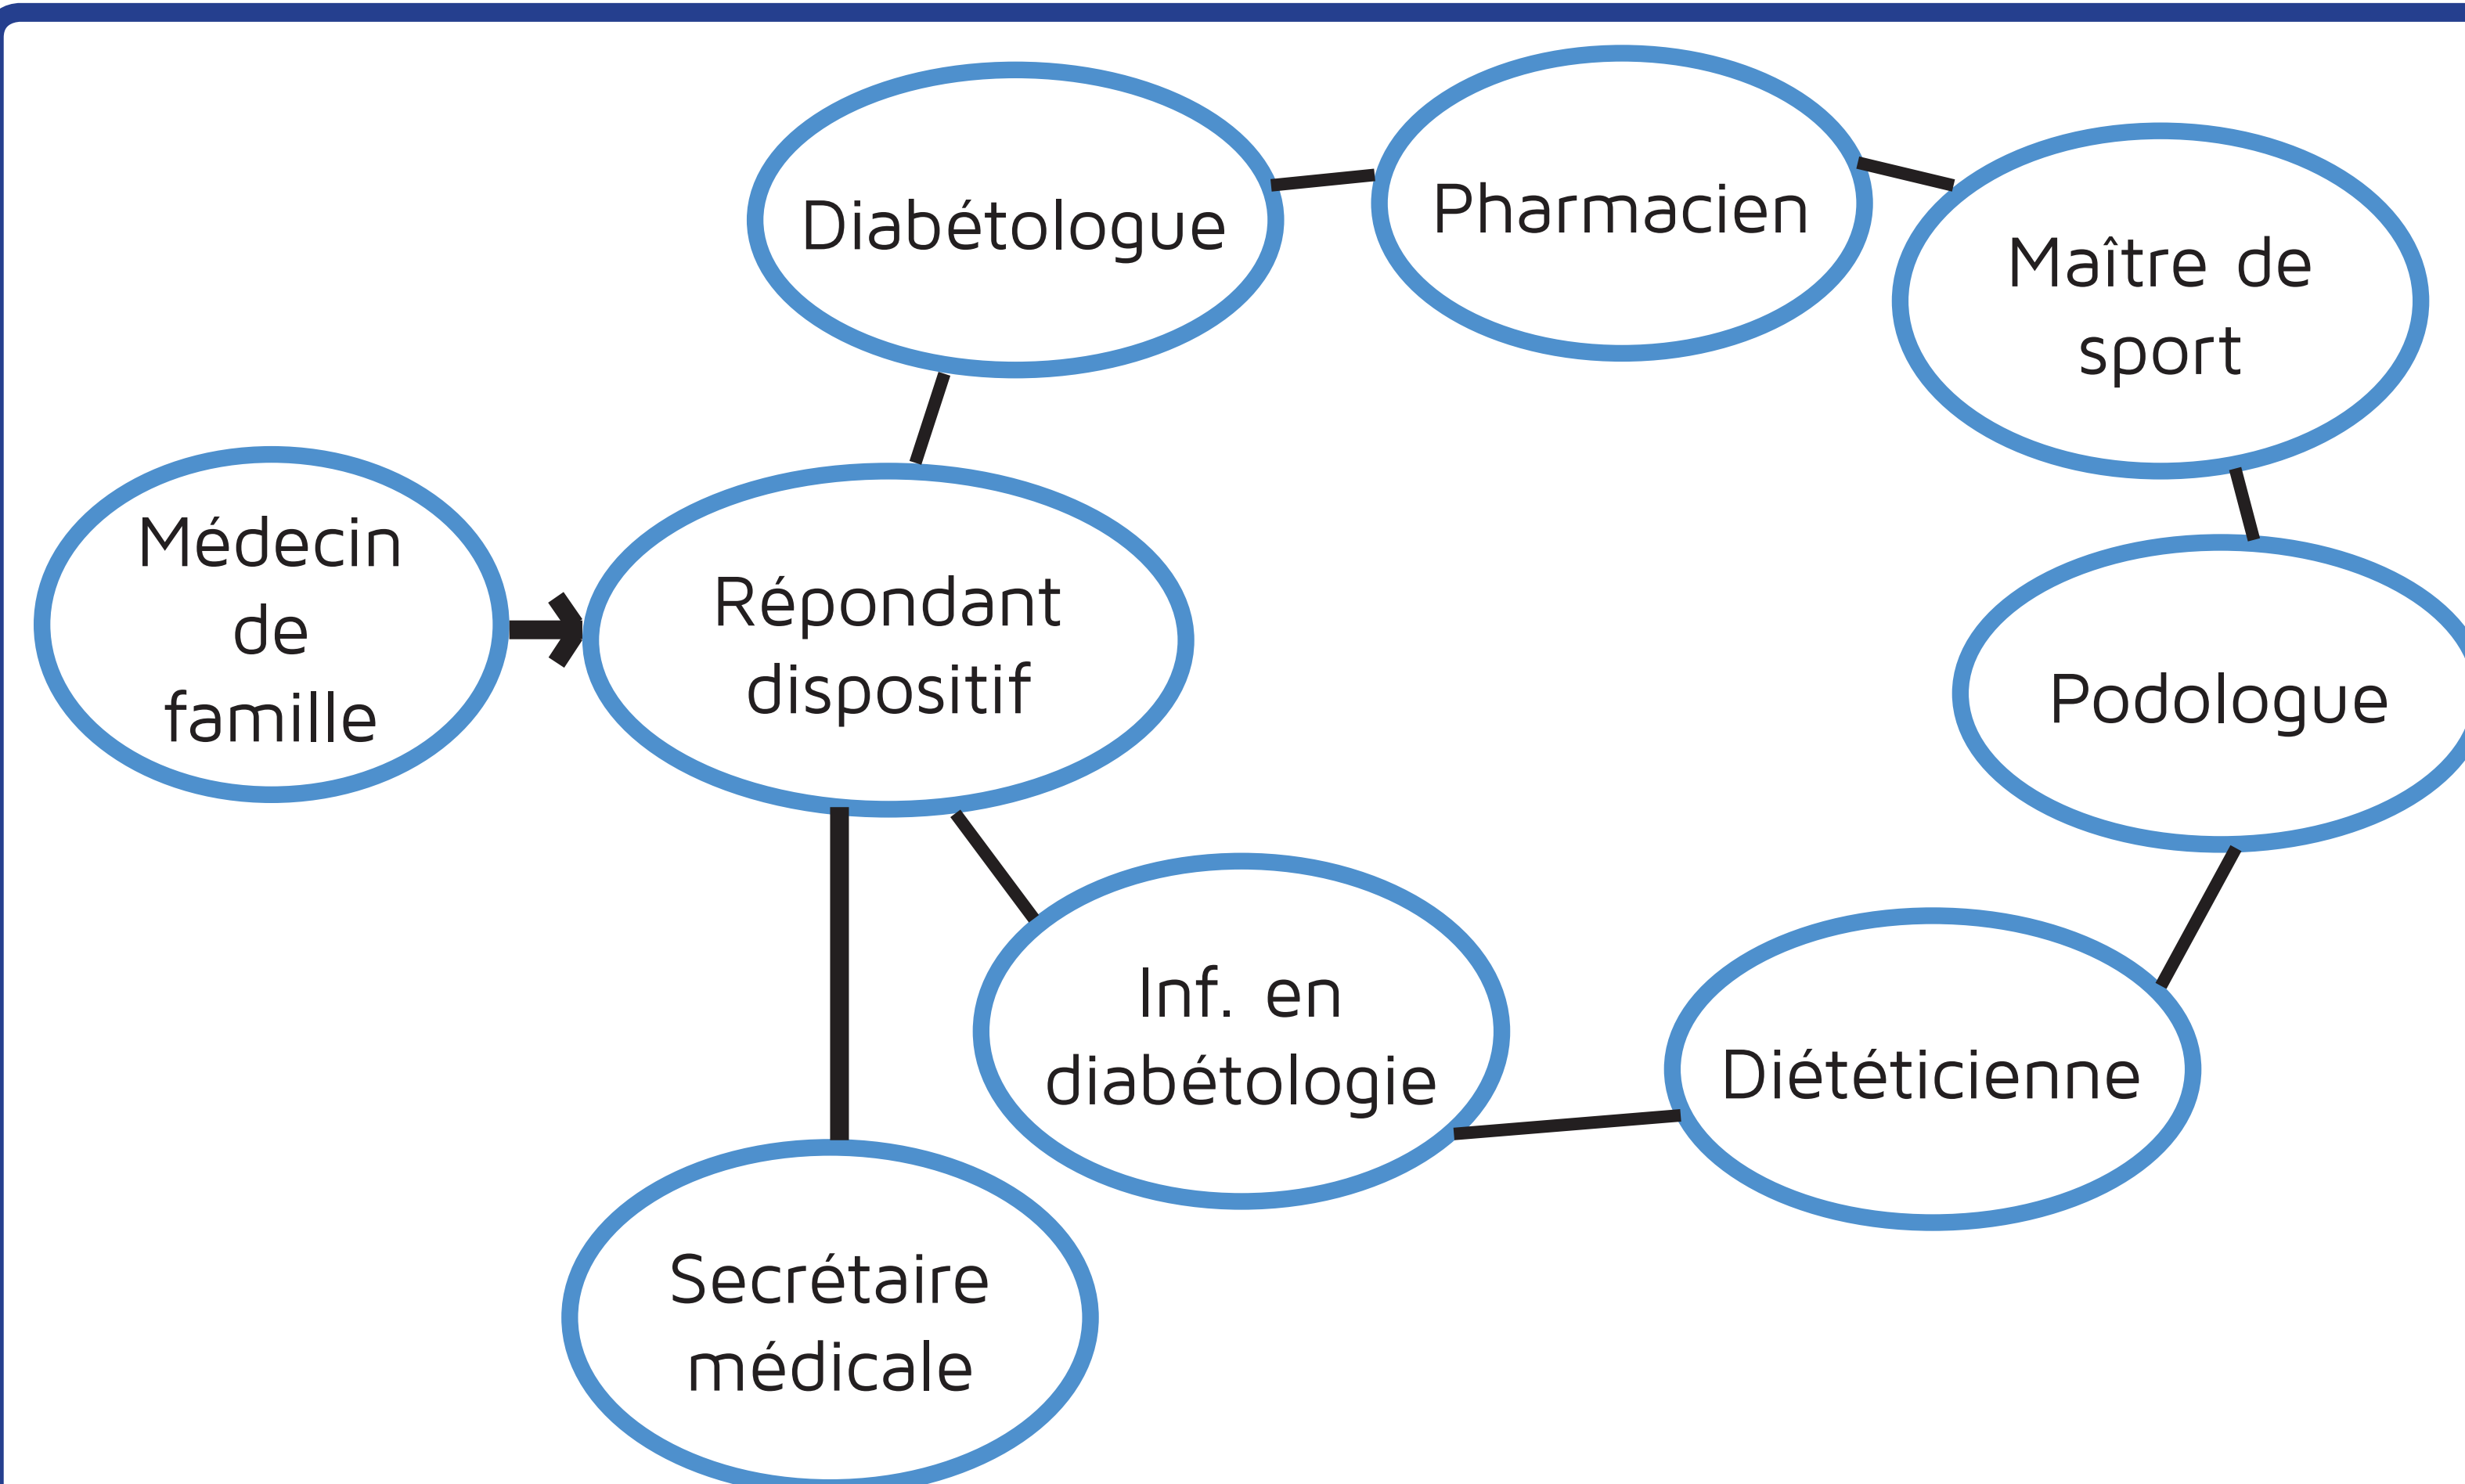 Diabétologue
Pharmacien
Maître de
sport
Médecin
de
famille
Répondant
dispositif
Podologue
Inf. en
diabétologie
Diététicienne
Secrétaire
médicale